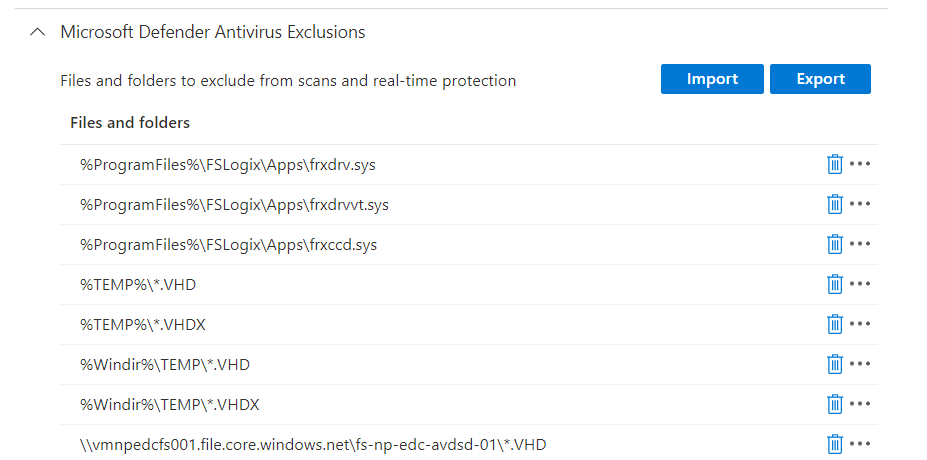 Microsoft Defender Antivirus Exclusions
Files and folders to exclude from scans and real-time protection
Import
Export
Files and folders
%ProgramFiles%\FSLogix\Apps\frxdrv.sys
%ProgramFiles%\FSLogix\Apps\frxdrvvt.sys
%ProgramFiles%\FSLogix\Apps\frxccd.sys
%TEMP%\*.VHD
%TEMP%\*.VHDX
%Windir%\TEMP\*.VHD
%Windir%\TEMP\*.VHDX
\\vmnpedcfs001.file.core.windows.net\fs-np-edc-avdsd-01\*.VHD